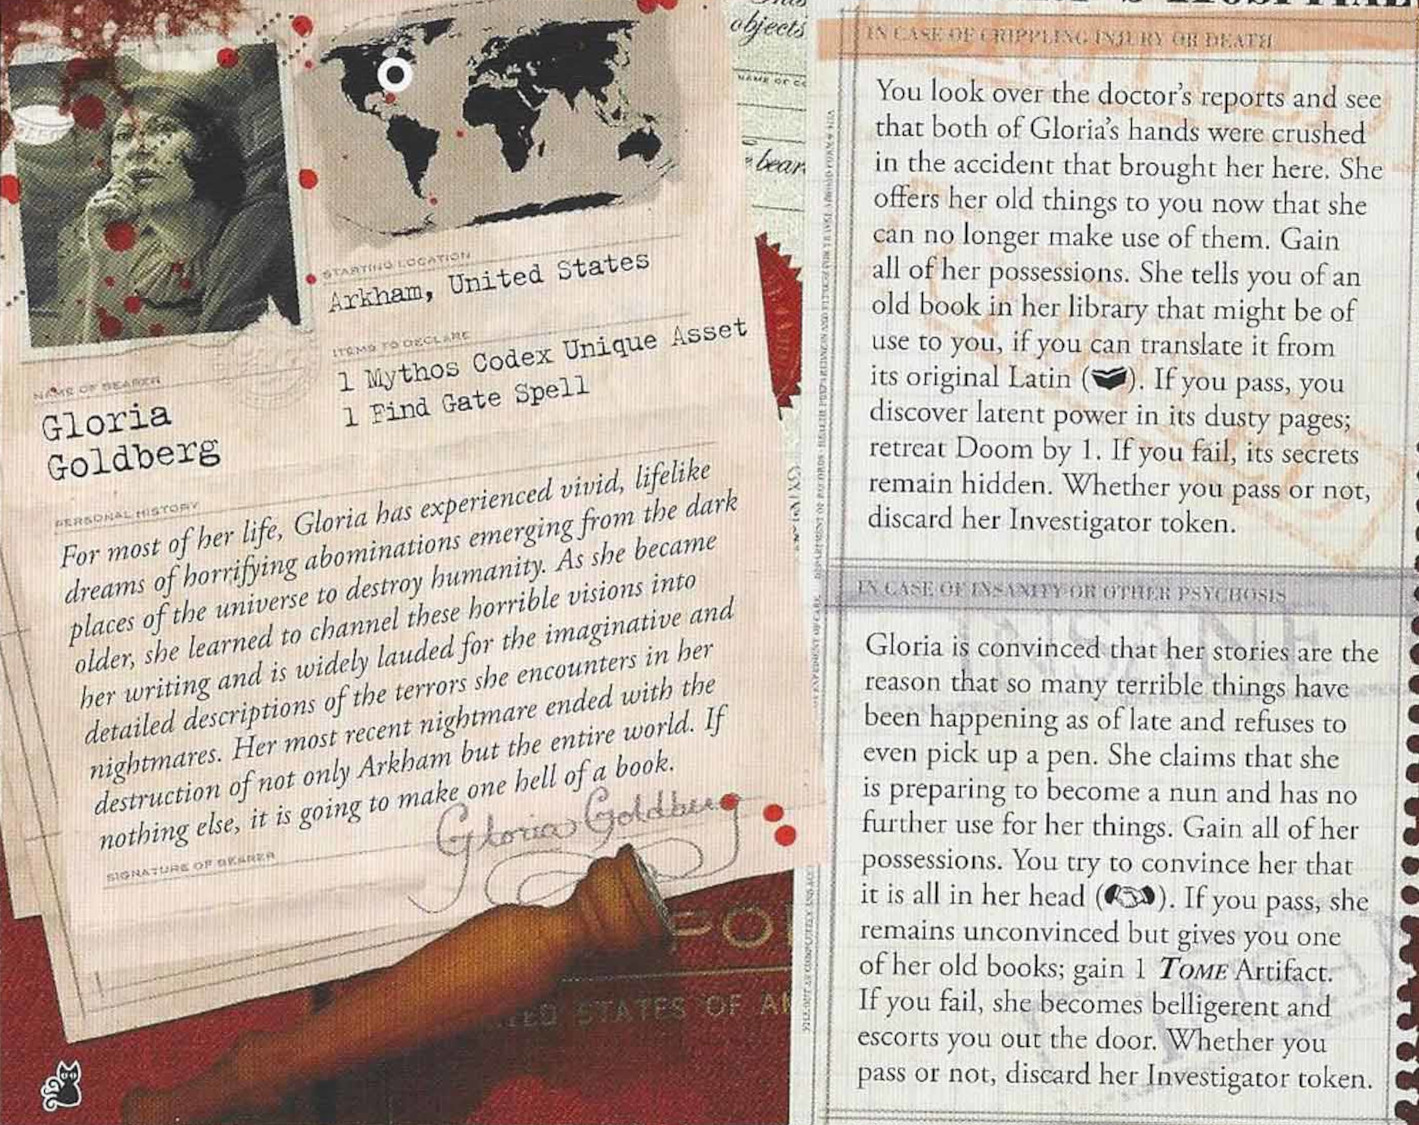 STARTING LOCATION
Arkham, United States
ITEMS TO DECLARE
1 Mythos Codex Unique Asset
1 Find Gate Spell
NAME OF BEARER
Gloria
Goldberg
PERSONAL HISTORY
For most of her life, Gloria has experienced vivid, lifelike
dreams of horrifying abominations emerging from the dark
places of the universe to destroy humanity. As she became
older, she learned to channel these horrible visions into
her writing and is widely lauded for the imaginative and
detailed descriptions of the terrors she encounters in her
nightmares. Her most recent nightmare ended with the
destruction of not only Arkham but the entire world. If
nothing else, it is going to make one hell of a book.
Gloria Goldberg
SIGNATURE OF BEARER
objects
NAME OF
bear
STATES OF
IN CASE OF CRIPPLING INJURY OR DEATH
You look over the doctor's reports and see
that both of Gloria's hands were crushed
in the accident that brought her here. She
offers her old things to you now that she
can no longer make use of them. Gain
all of her possessions. She tells you of an
old book in her library that might be of
use to you, if you can translate it from
its original Latin ( ). If you pass, you
discover latent power in its dusty pages;
retreat Doom by 1. If you fail, its secrets
remain hidden. Whether you pass or not,
discard her Investigator token.
IN CASE OF INSANITY OR OTHER PSYCHOSIS
Gloria is convinced that her stories are the
reason that so many terrible things have
been happening as of late and refuses to
even pick up a pen. She claims that she
is preparing to become a nun and has no
further use for her things. Gain all of her
possessions. You try to convince her that
it is all in her head ( ). If you pass, she
remains unconvinced but gives you one
of her old books; gain 1 TOME Artifact.
If you fail, she becomes belligerent and
escorts you out the door. Whether you
pass or not, discard her Investigator token.